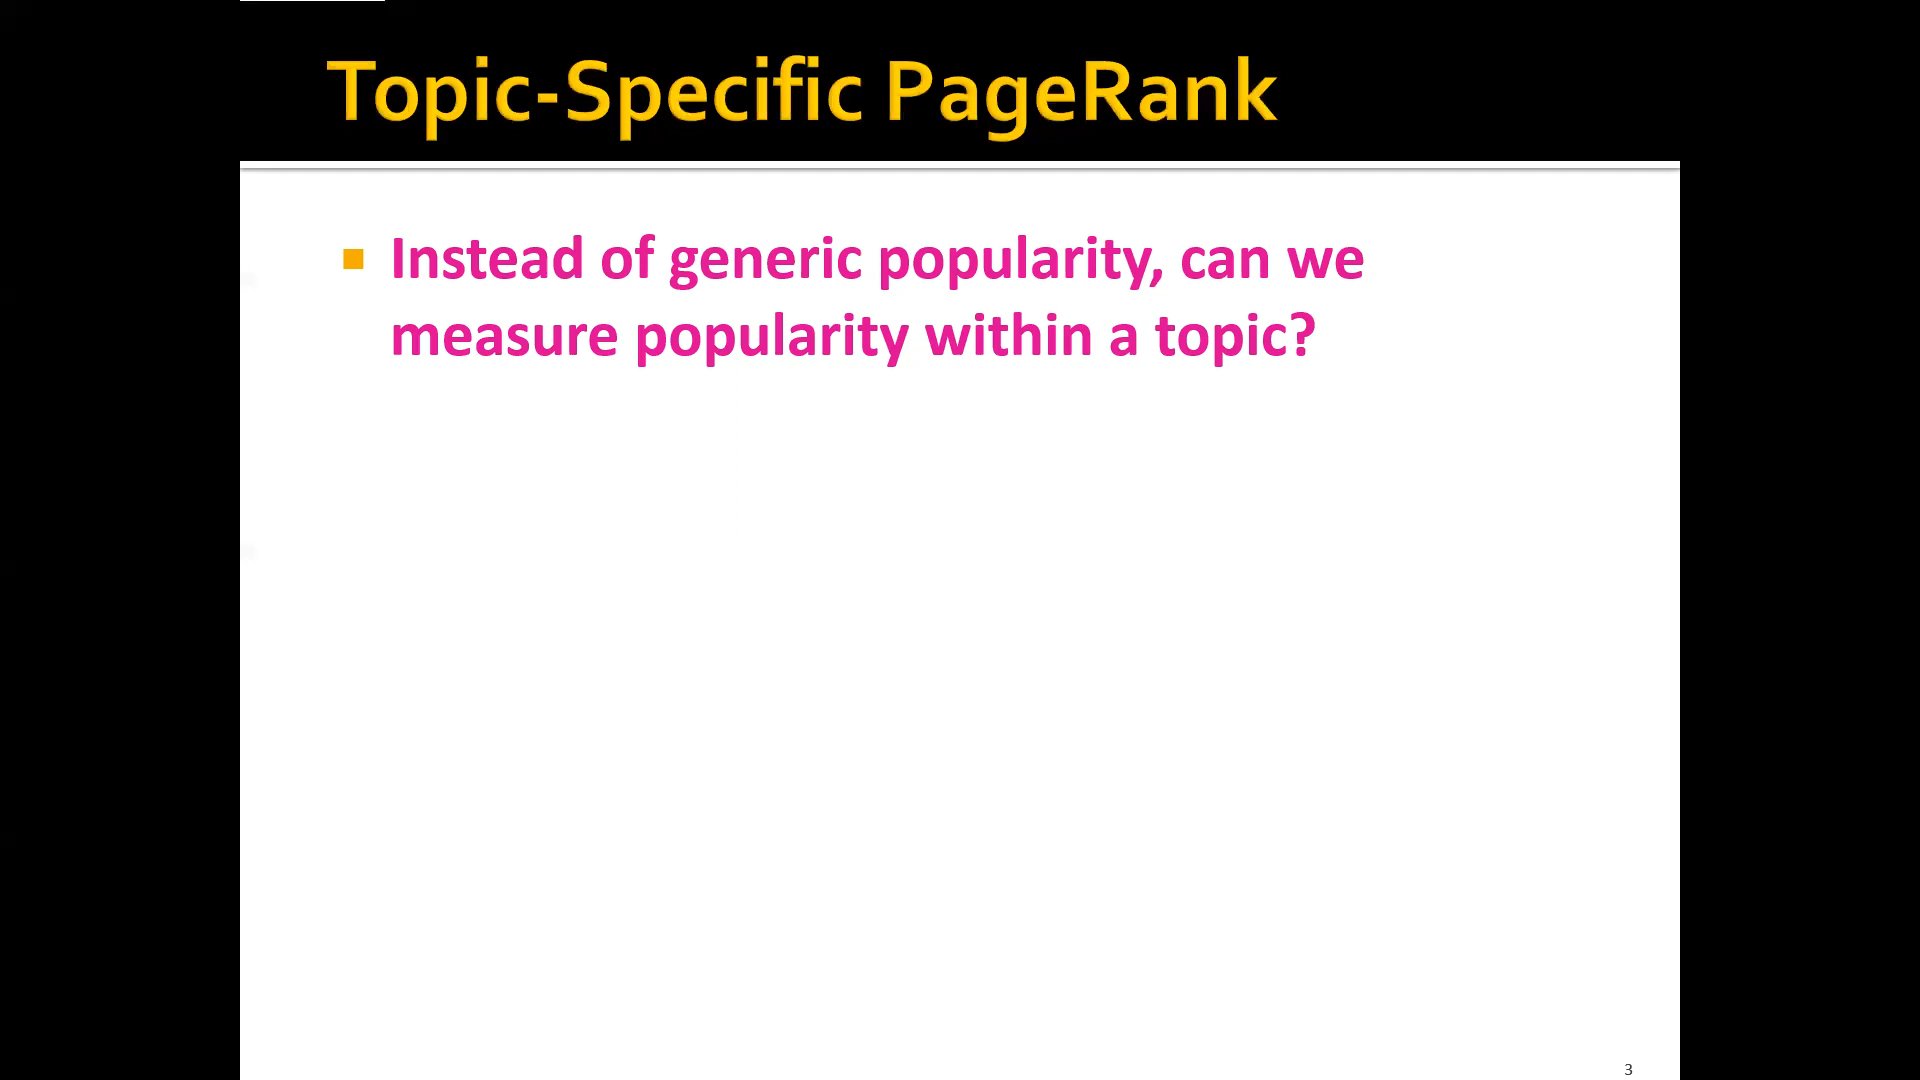 Topic-Specific PageRank
Instead of generic popularity, can we
measure popularity within a topic?
3